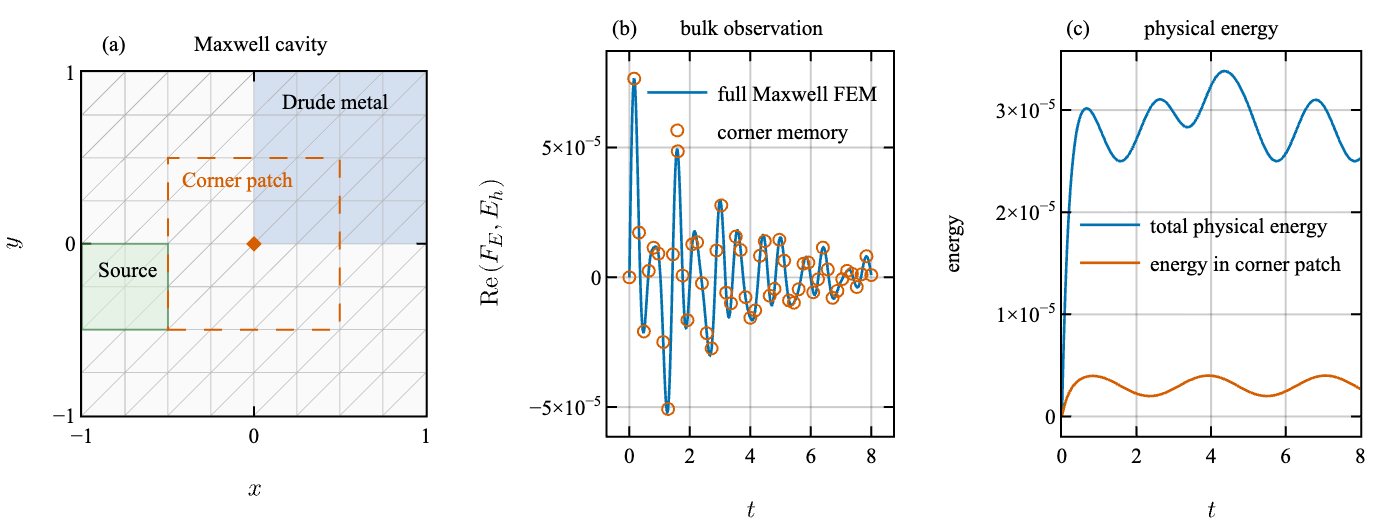 (a) Maxwell cavity
1
Drude metal
Corner patch
0
Source
−1
−1 0 1
y
x
(b) bulk observation
full Maxwell FEM
corner memory
5×10⁻⁵
0
−5×10⁻⁵
0 2 4 6 8
Re (F_E, E_h)
t
(c) physical energy
3×10⁻⁵
2×10⁻⁵
total physical energy
energy in corner patch
1×10⁻⁵
0
0 2 4 6 8
energy
t